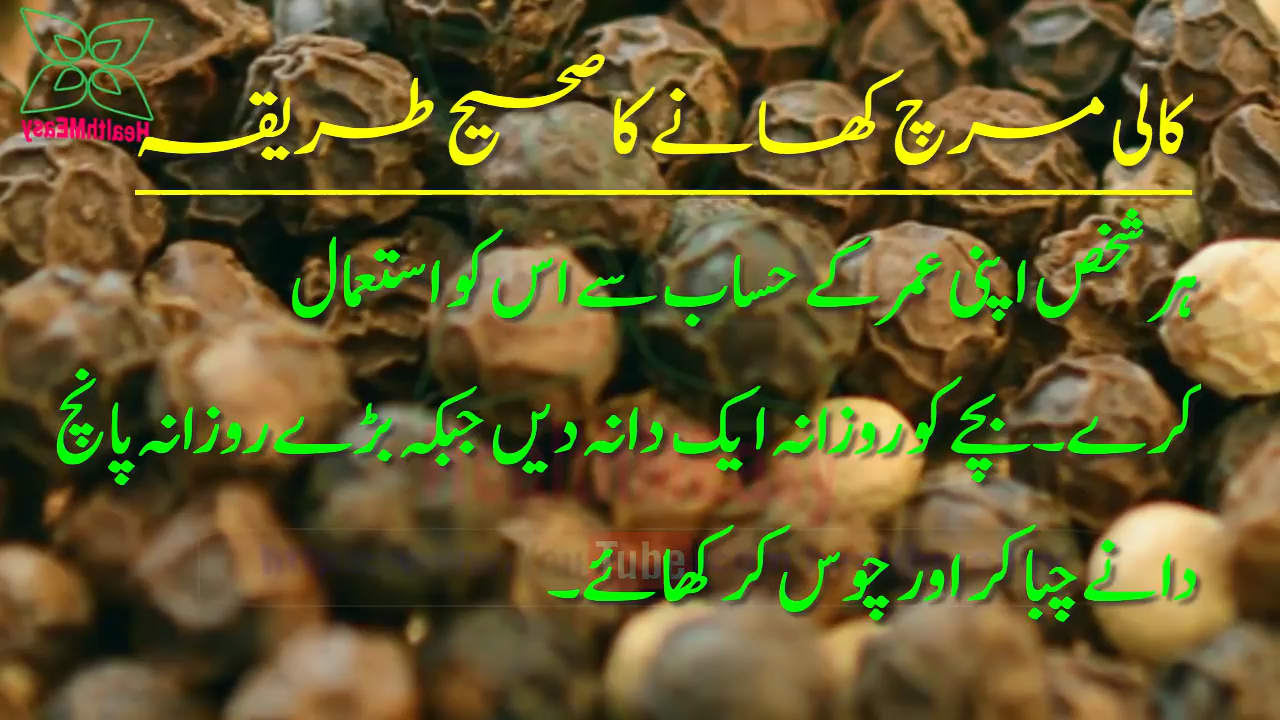 کالی مرچ کھانے کا صحیح طریقہ
HealthMEasy
ہر شخص اپنی عمر کے حساب سے اس کو استعمال
کرے۔بچے کو روزانہ ایک دانہ دیں جبکہ بڑے روزانہ پانچ
دانے چبا کر اور چوس کر کھائے۔
YouTube